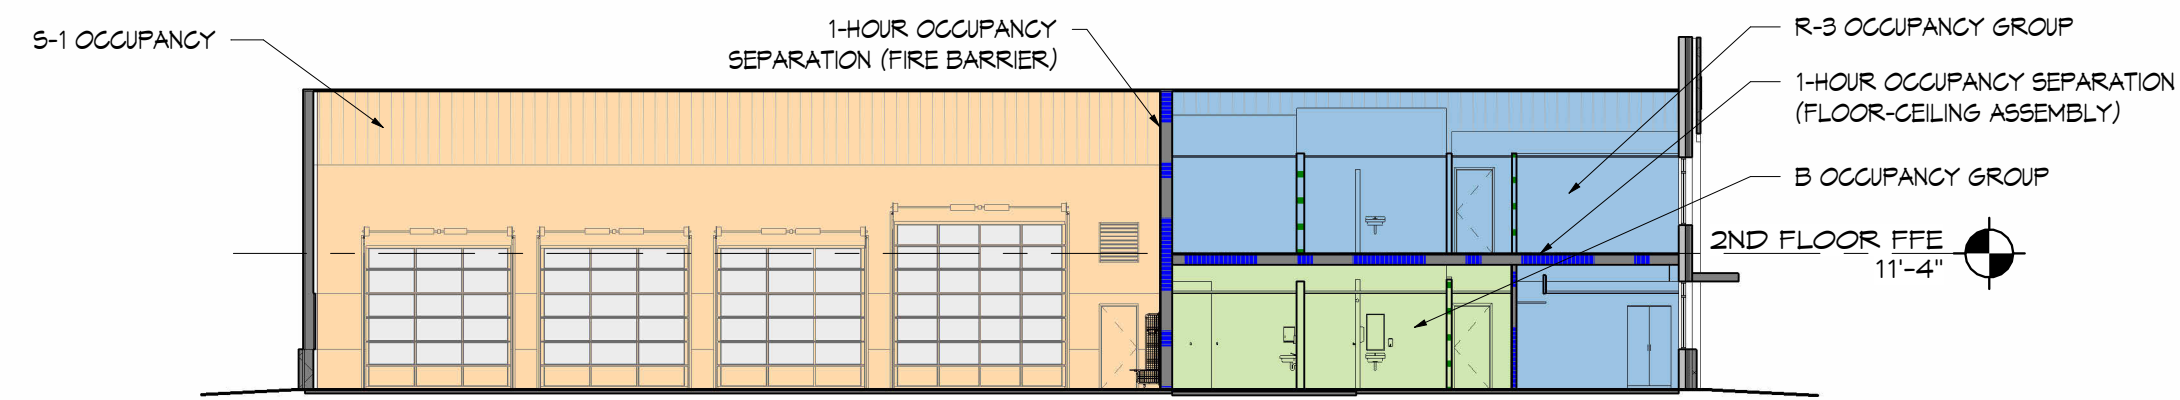 S-1 OCCUPANCY
1-HOUR OCCUPANCY
SEPARATION (FIRE BARRIER)
R-3 OCCUPANCY GROUP
1-HOUR OCCUPANCY SEPARATION
(FLOOR-CEILING ASSEMBLY)
B OCCUPANCY GROUP
2ND FLOOR FFE
11'-4"